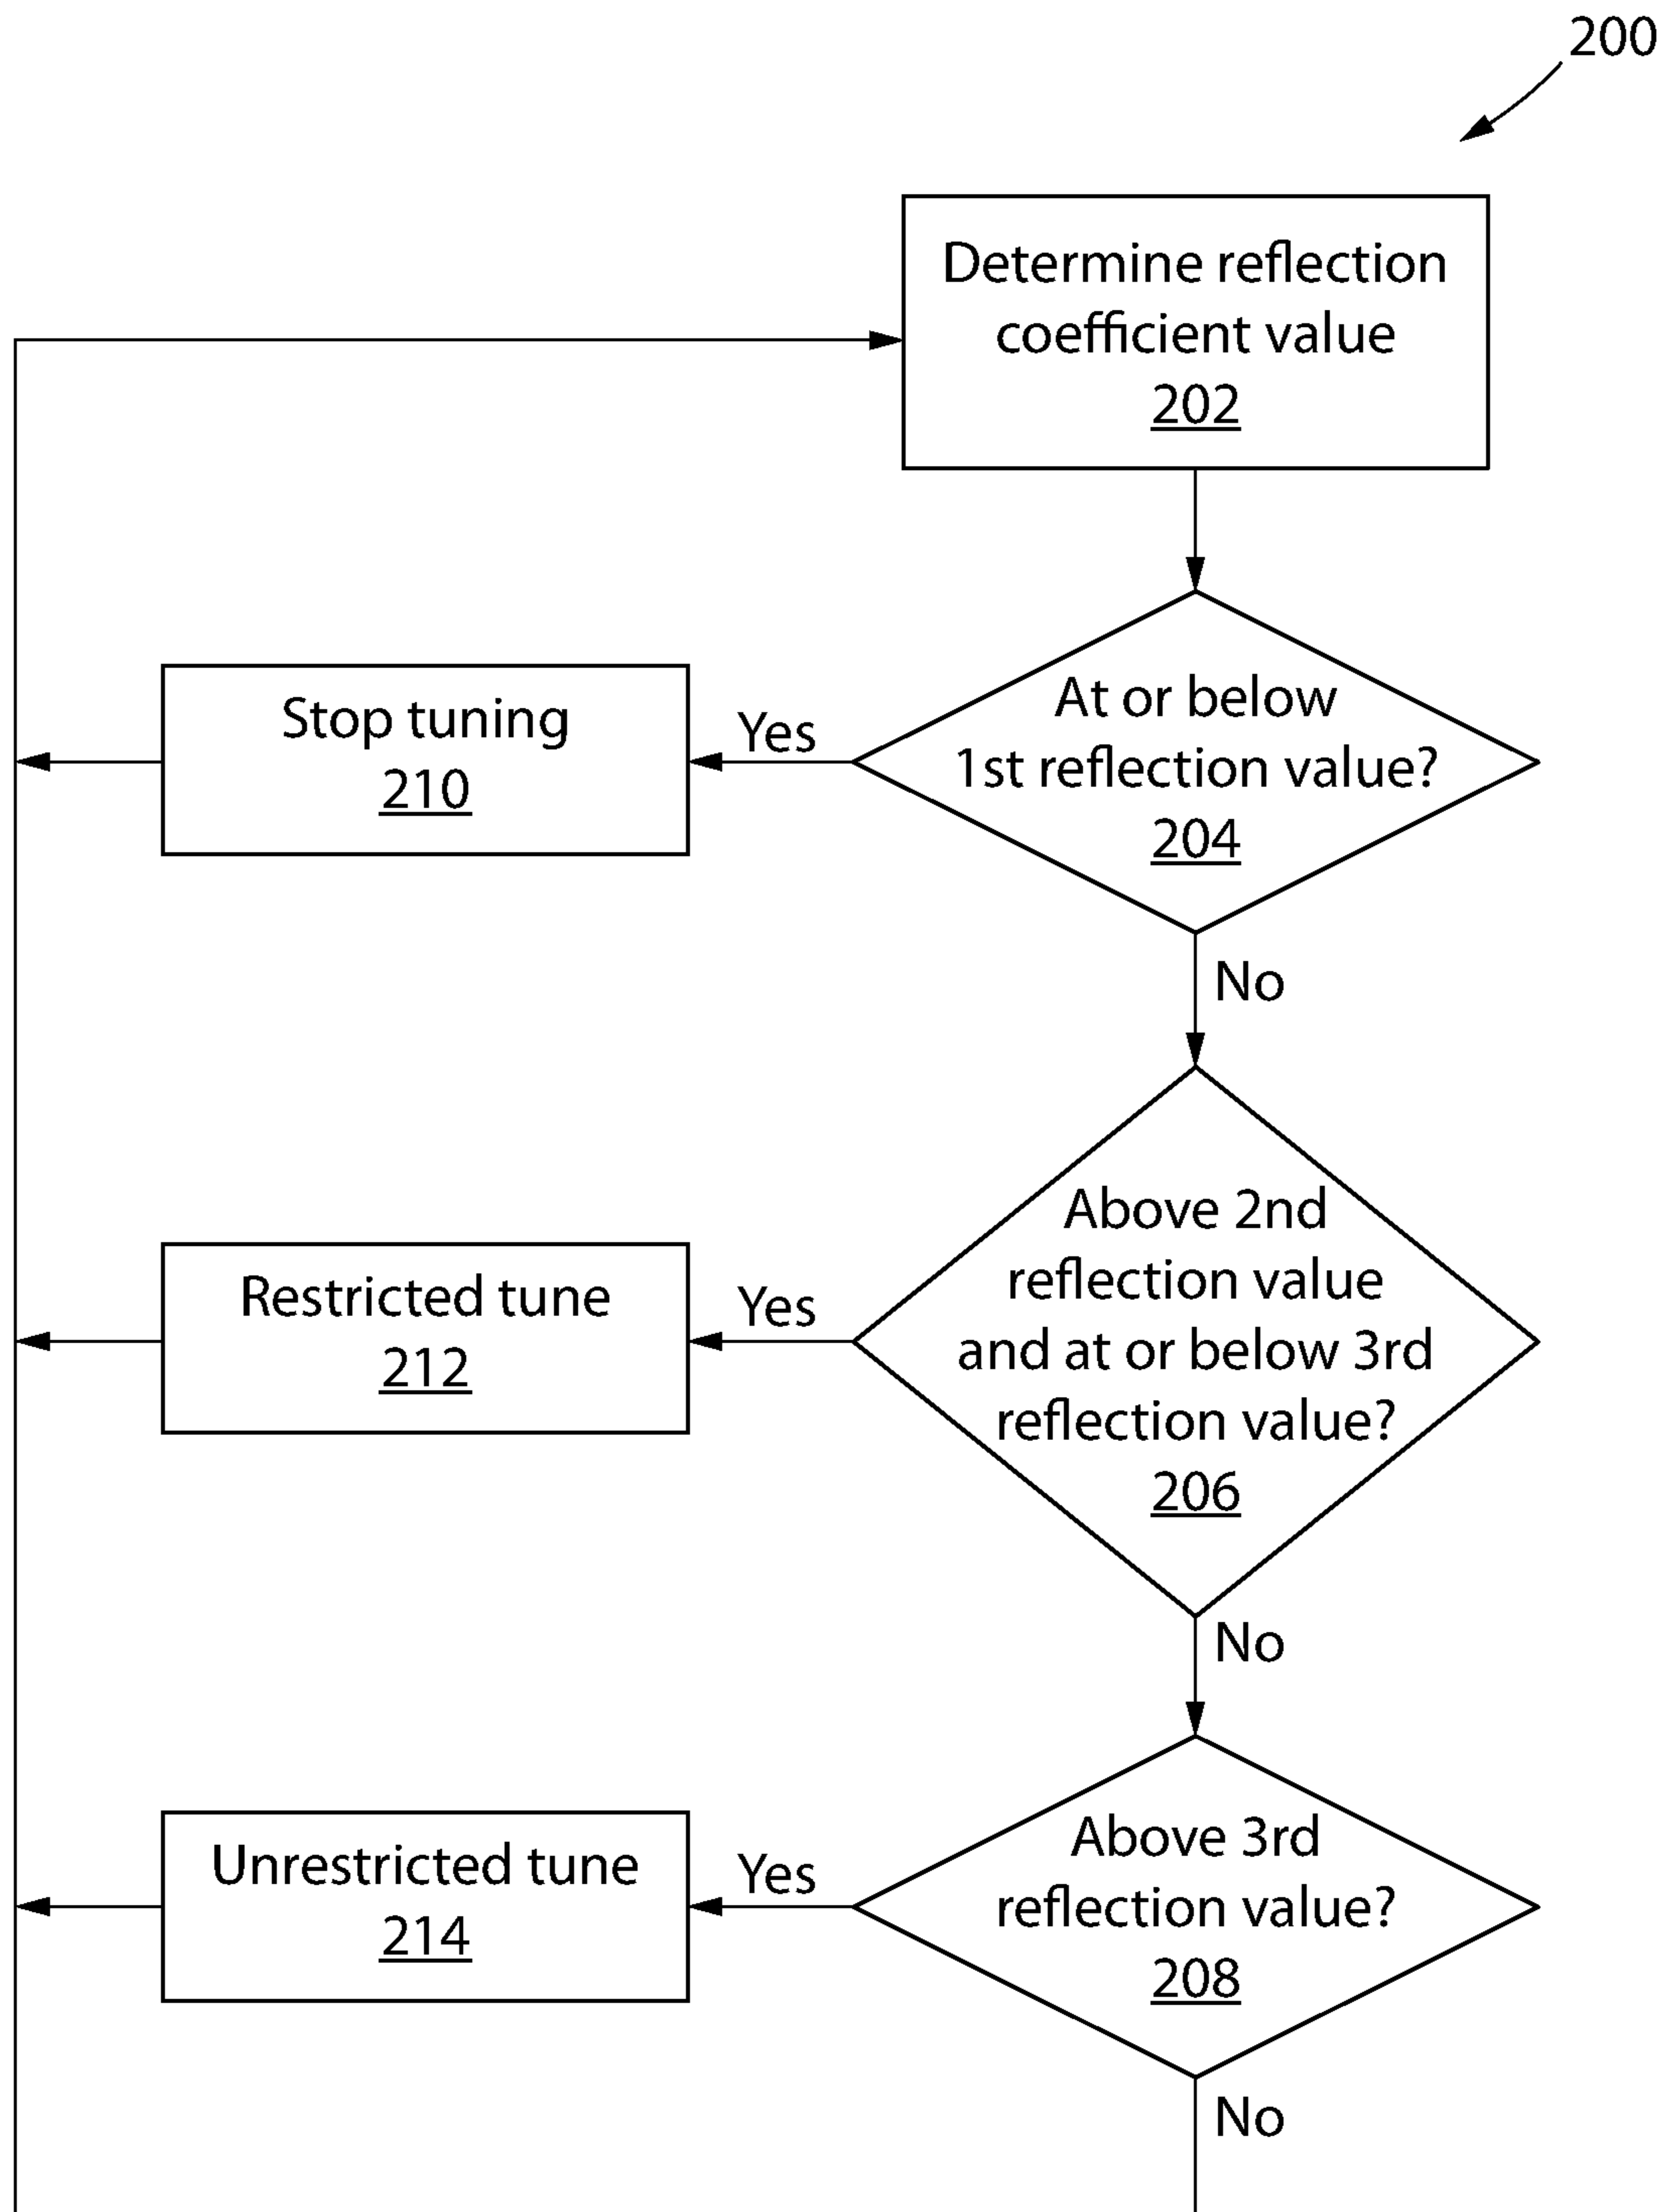 200
Determine reflection
coefficient value
202
At or below
1st reflection value?
204
Yes
Stop tuning
210
No
Above 2nd
reflection value
and at or below 3rd
reflection value?
206
Yes
Restricted tune
212
No
Above 3rd
reflection value?
208
Yes
Unrestricted tune
214
No